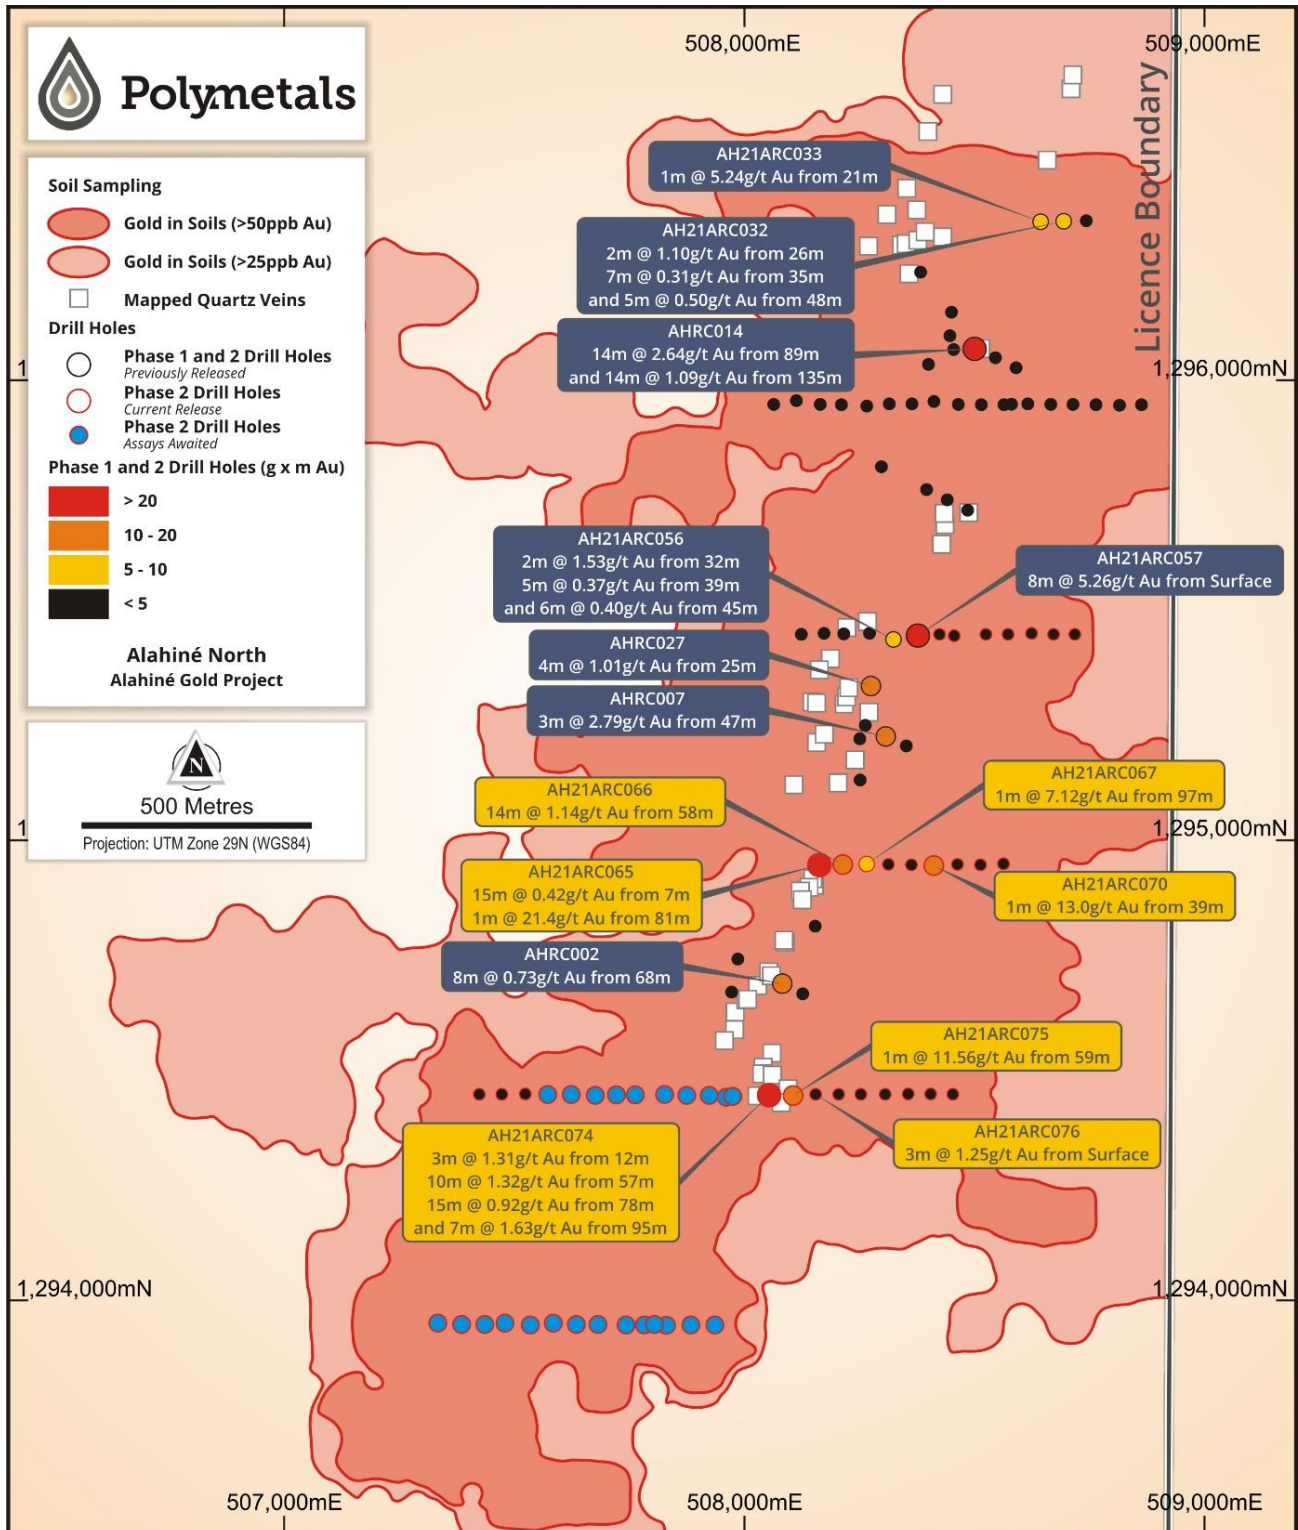 508,000mE
509,000mE
Polymetals
Licence Boundary
Soil Sampling
Gold in Soils (>50ppb Au)
Gold in Soils (>25ppb Au)
Mapped Quartz Veins
Drill Holes
Phase 1 and 2 Drill Holes
Previously Released
Phase 2 Drill Holes
Current Release
Phase 2 Drill Holes
Assays Awaited
Phase 1 and 2 Drill Holes (g x m Au)
> 20
10 - 20
5 - 10
< 5
Alahiné North
Alahiné Gold Project
N
500 Metres
Projection: UTM Zone 29N (WGS84)
AH21ARC033
1m @ 5.24g/t Au from 21m
AH21ARC032
2m @ 1.10g/t Au from 26m
7m @ 0.31g/t Au from 35m
and 5m @ 0.50g/t Au from 48m
AHRC014
14m @ 2.64g/t Au from 89m
and 14m @ 1.09g/t Au from 135m
1
1,296,000mN
AH21ARC056
2m @ 1.53g/t Au from 32m
5m @ 0.37g/t Au from 39m
and 6m @ 0.40g/t Au from 45m
AH21ARC057
8m @ 5.26g/t Au from Surface
AHRC027
4m @ 1.01g/t Au from 25m
AHRC007
3m @ 2.79g/t Au from 47m
AH21ARC066
14m @ 1.14g/t Au from 58m
AH21ARC067
1m @ 7.12g/t Au from 97m
1
1,295,000mN
AH21ARC065
15m @ 0.42g/t Au from 7m
1m @ 21.4g/t Au from 81m
AH21ARC070
1m @ 13.0g/t Au from 39m
AHRC002
8m @ 0.73g/t Au from 68m
AH21ARC075
1m @ 11.56g/t Au from 59m
AH21ARC074
3m @ 1.31g/t Au from 12m
10m @ 1.32g/t Au from 57m
15m @ 0.92g/t Au from 78m
and 7m @ 1.63g/t Au from 95m
AH21ARC076
3m @ 1.25g/t Au from Surface
1,294,000mN
1,294,000mN
507,000mE
508,000mE
509,000mE